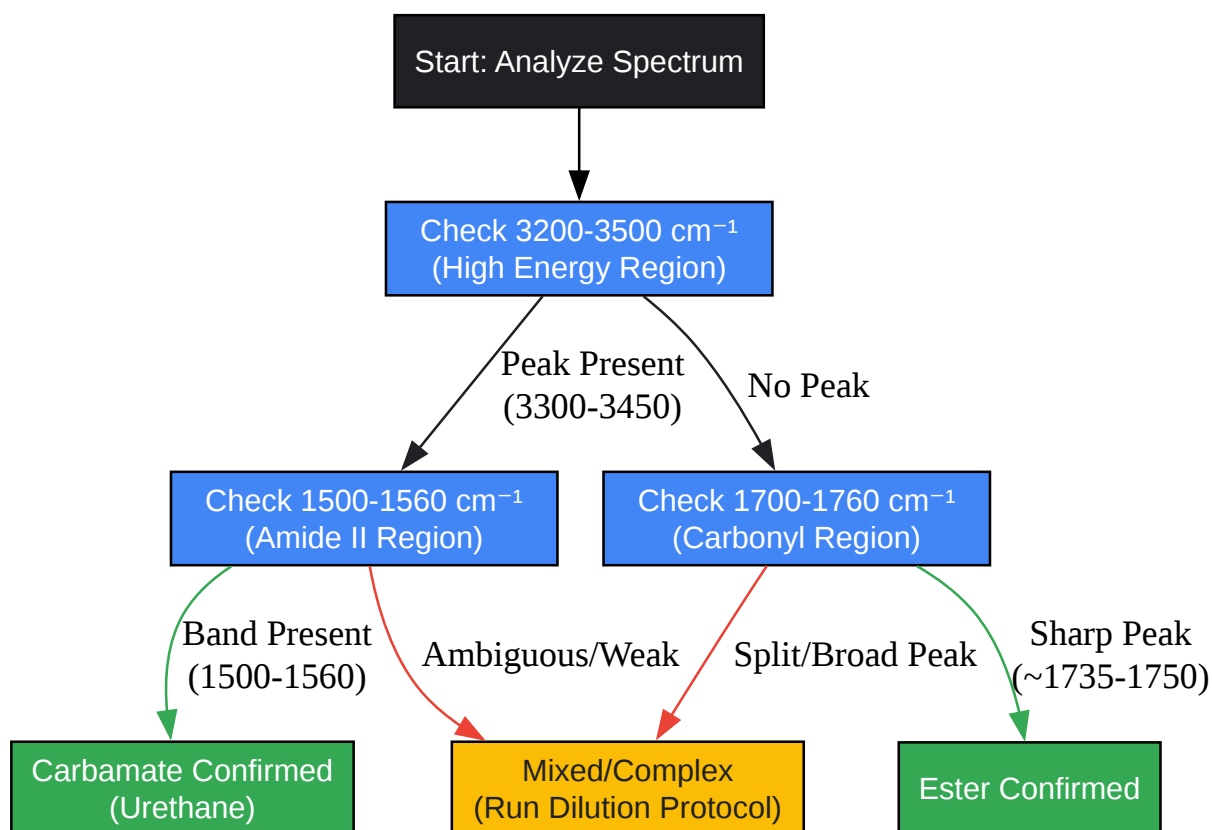 Start: Analyze Spectrum
Check 3200-3500 cm⁻¹
(High Energy Region)
Peak Present
(3300-3450)
No Peak
Check 1500-1560 cm⁻¹
(Amide II Region)
Check 1700-1760 cm⁻¹
(Carbonyl Region)
Band Present
(1500-1560)
Ambiguous/Weak
Split/Broad Peak
Sharp Peak
(~1735-1750)
Carbamate Confirmed
(Urethane)
Mixed/Complex
(Run Dilution Protocol)
Ester Confirmed